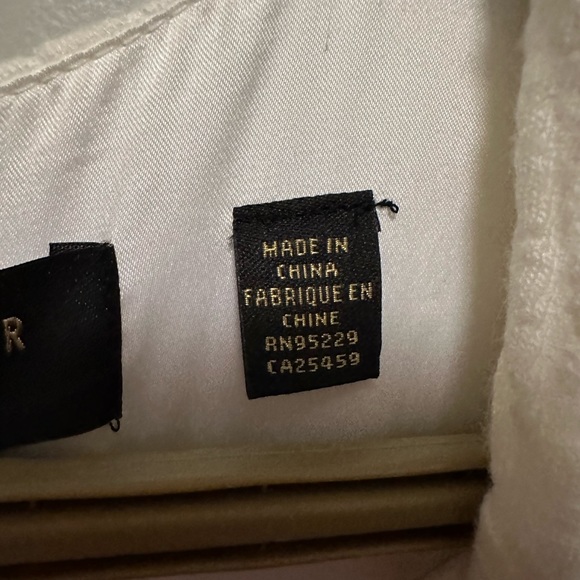 R
MADE IN
CHINA
FABRIQUE EN
CHINE
RN95229
CA25459